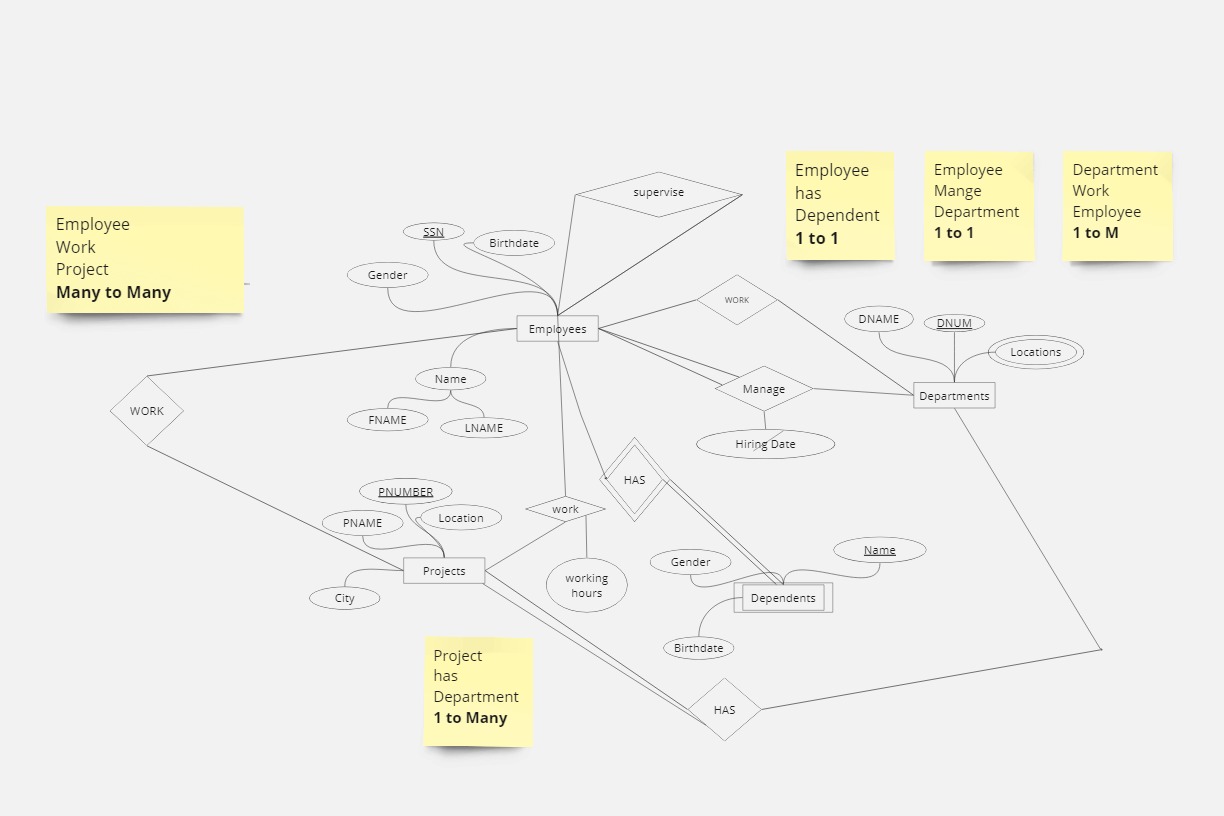 Employee
has
Dependent
1 to 1
Employee
Mange
Department
1 to 1
Department
Work
Employee
1 to M
supervise
Employee
Work
Project
Many to Many
SSN
Birthdate
Gender
WORK
Employees
DNAME
DNUM
Locations
Name
Manage
Departments
FNAME
LNAME
WORK
Hiring Date
HAS
PNUMBER
PNAME
Location
work
Projects
City
working
hours
Gender
Name
Dependents
Birthdate
Project
has
Department
1 to Many
HAS